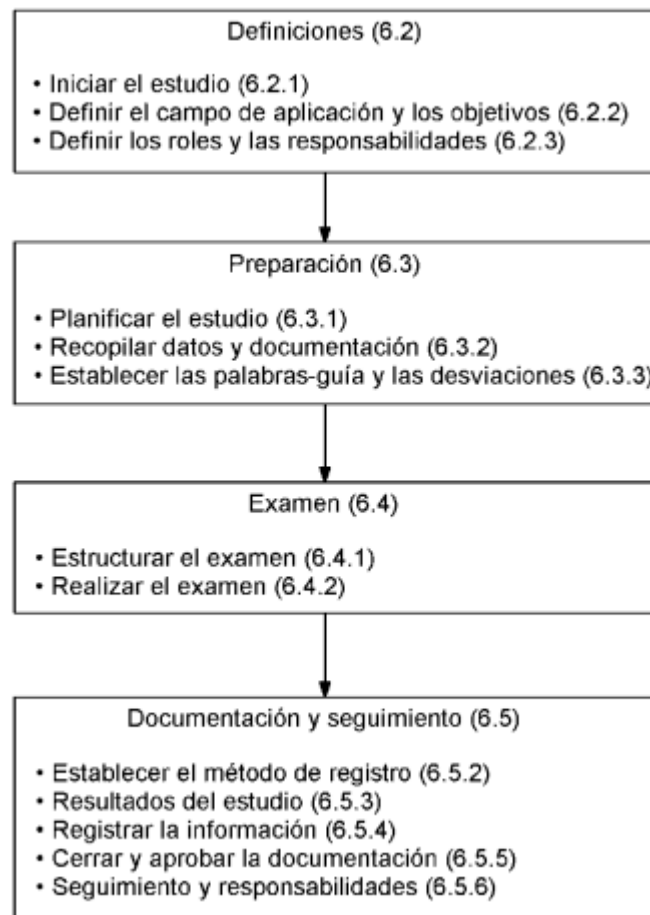 Definiciones (6.2)
• Iniciar el estudio (6.2.1)
• Definir el campo de aplicación y los objetivos (6.2.2)
• Definir los roles y las responsabilidades (6.2.3)
Preparación (6.3)
• Planificar el estudio (6.3.1)
• Recopilar datos y documentación (6.3.2)
• Establecer las palabras-guía y las desviaciones (6.3.3)
Examen (6.4)
• Estructurar el examen (6.4.1)
• Realizar el examen (6.4.2)
Documentación y seguimiento (6.5)
• Establecer el método de registro (6.5.2)
• Resultados del estudio (6.5.3)
• Registrar la información (6.5.4)
• Cerrar y aprobar la documentación (6.5.5)
• Seguimiento y responsabilidades (6.5.6)